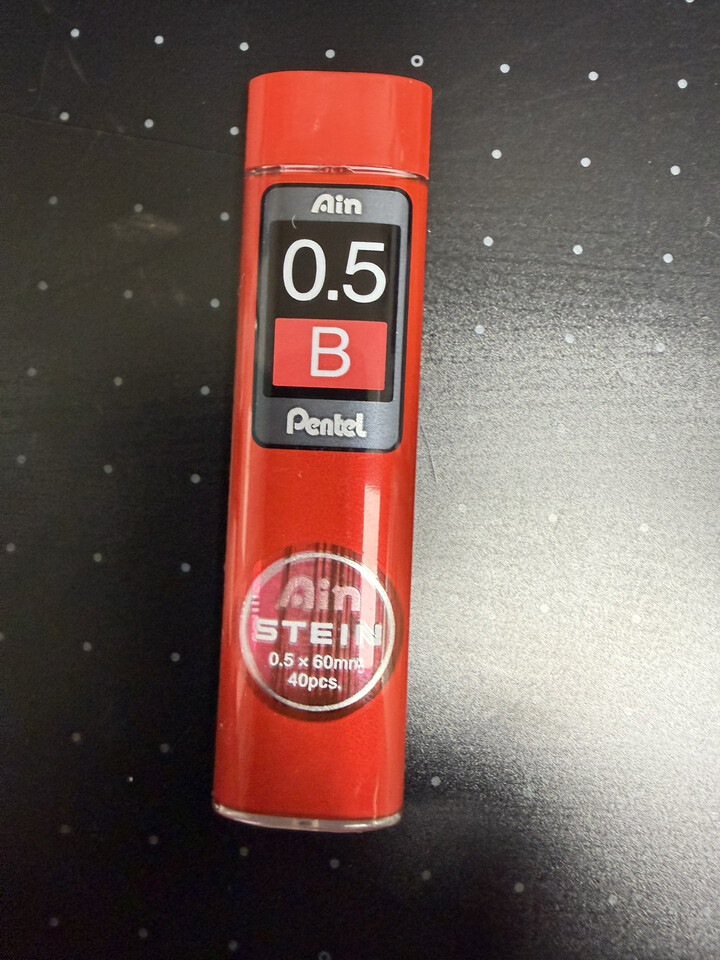 Ain
0.5
B
Pentel
Ain
STEIN
0.5 × 60mm
40pcs.